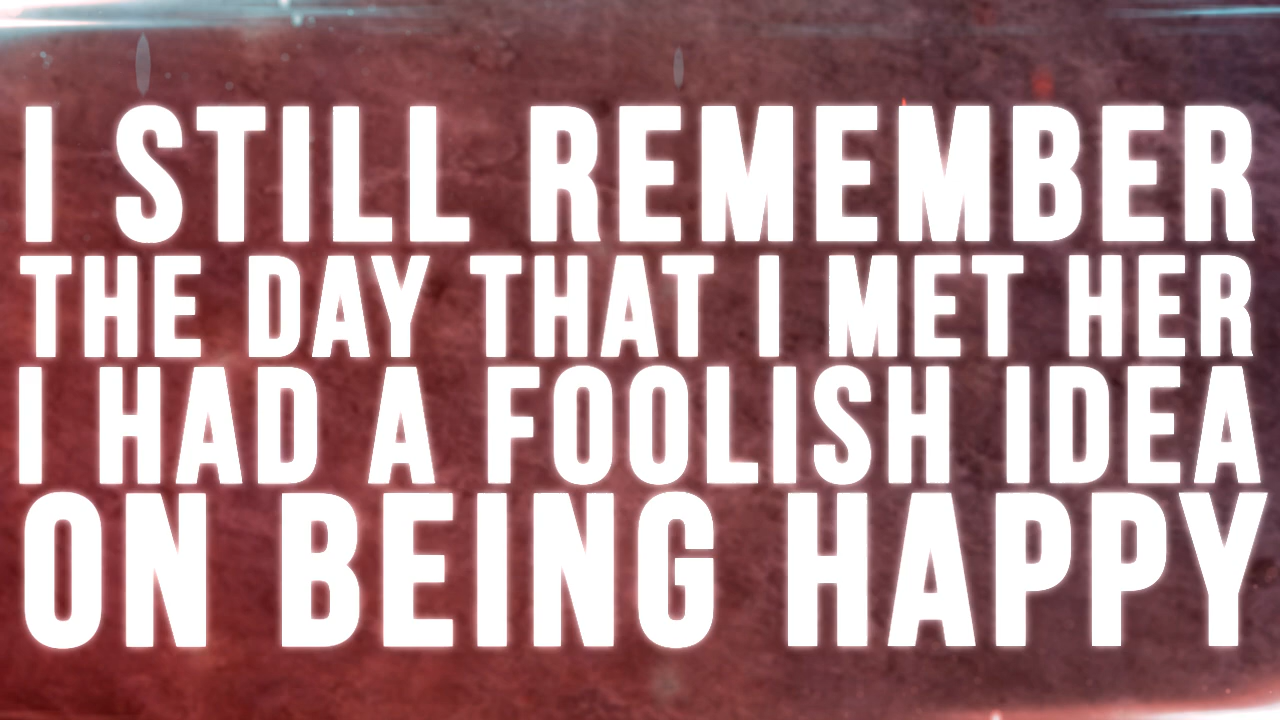 I STILL REMEMBER
THE DAY THAT I MET HER
I HAD A FOOLISH IDEA
ON BEING HAPPY